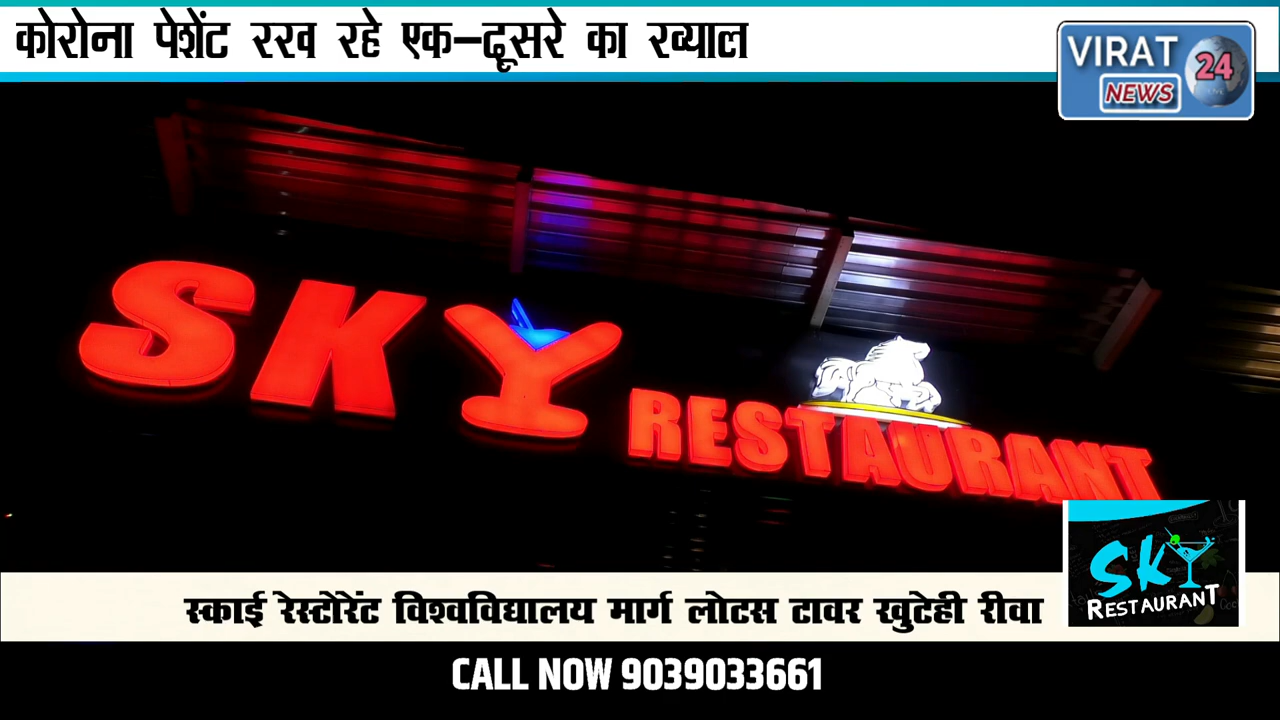 कोरोना पेशेंट रख रहे एक-दूसरे का ख्याल
VIRAT 24
NEWS
SKY RESTAURANT
SKY
RESTAURANT
स्काई रेस्टोरेंट विश्वविद्यालय मार्ग लोटस टावर खुटेही रीवा
CALL NOW 9039033661